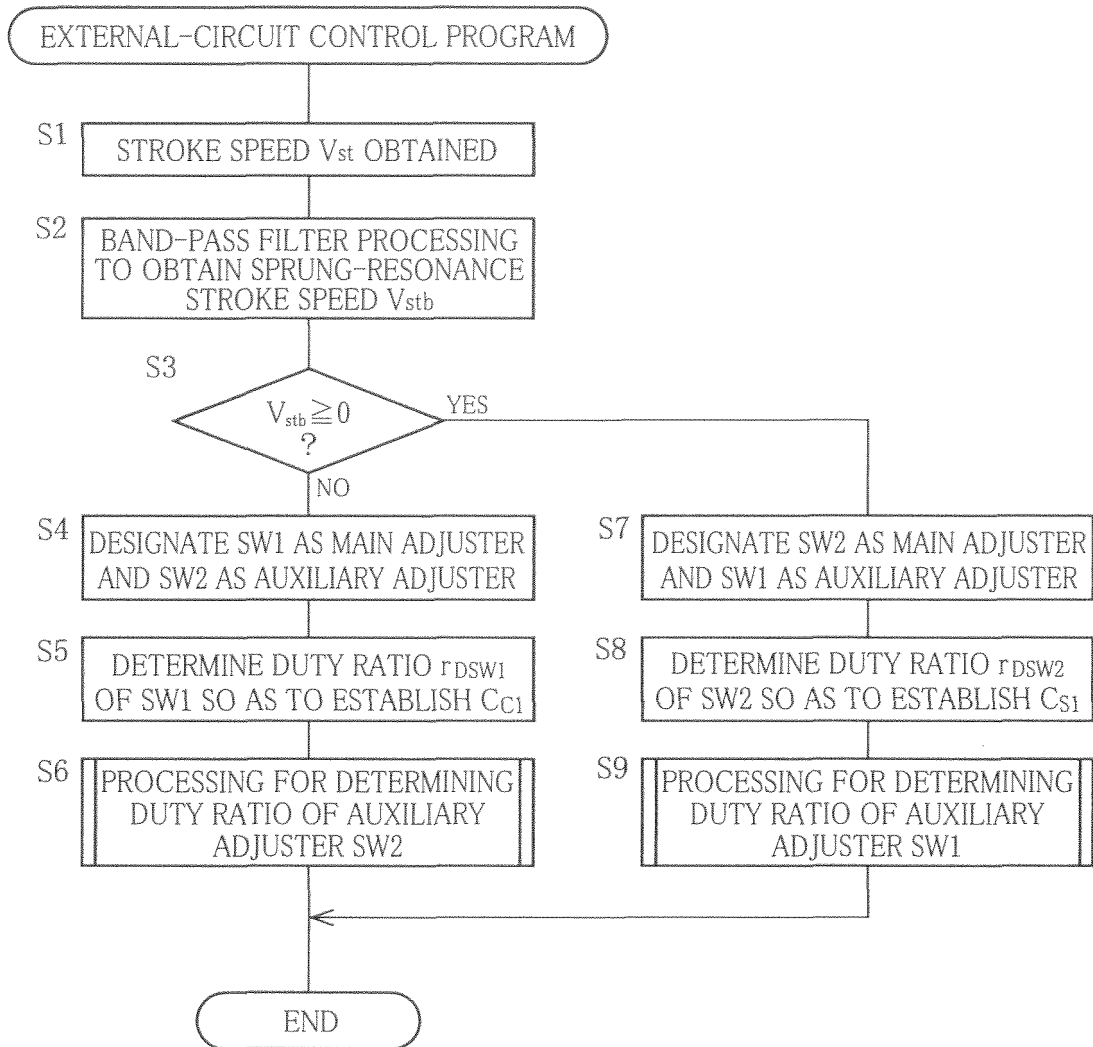 EXTERNAL-CIRCUIT CONTROL PROGRAM
S1
STROKE SPEED Vst OBTAINED
S2
BAND-PASS FILTER PROCESSING
TO OBTAIN SPRUNG-RESONANCE
STROKE SPEED Vstb
S3
Vstb≧0
?
YES
NO
S4
DESIGNATE SW1 AS MAIN ADJUSTER
AND SW2 AS AUXILIARY ADJUSTER
S5
DETERMINE DUTY RATIO rDSW1
OF SW1 SO AS TO ESTABLISH CC1
S6
PROCESSING FOR DETERMINING
DUTY RATIO OF AUXILIARY
ADJUSTER SW2
S7
DESIGNATE SW2 AS MAIN ADJUSTER
AND SW1 AS AUXILIARY ADJUSTER
S8
DETERMINE DUTY RATIO rDSW2
OF SW2 SO AS TO ESTABLISH CS1
S9
PROCESSING FOR DETERMINING
DUTY RATIO OF AUXILIARY
ADJUSTER SW1
END